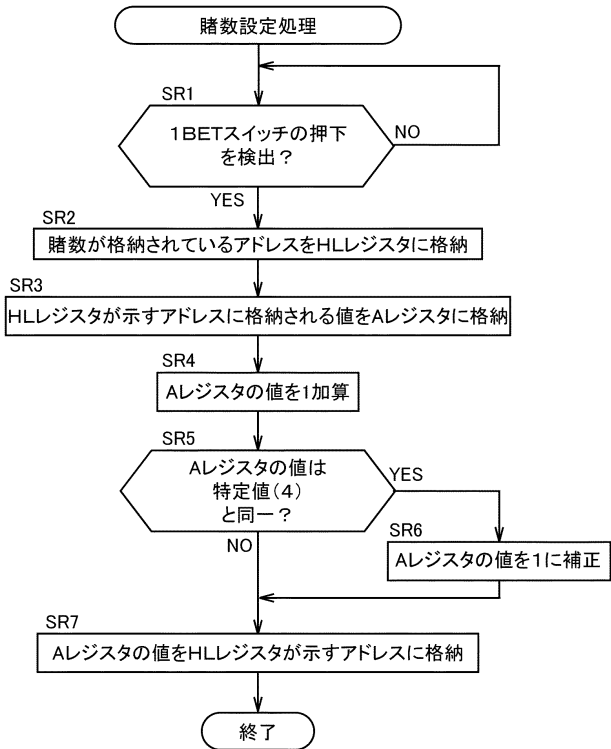 賭数設定処理
SR1
1BETスイッチの押下
を検出?
NO
YES
SR2
賭数が格納されているアドレスをHLレジスタに格納
SR3
HLレジスタが示すアドレスに格納される値をAレジスタに格納
SR4
Aレジスタの値を1加算
SR5
Aレジスタの値は
特定値(4)
と同一?
YES
NO
SR6
Aレジスタの値を1に補正
SR7
Aレジスタの値をHLレジスタが示すアドレスに格納
終了